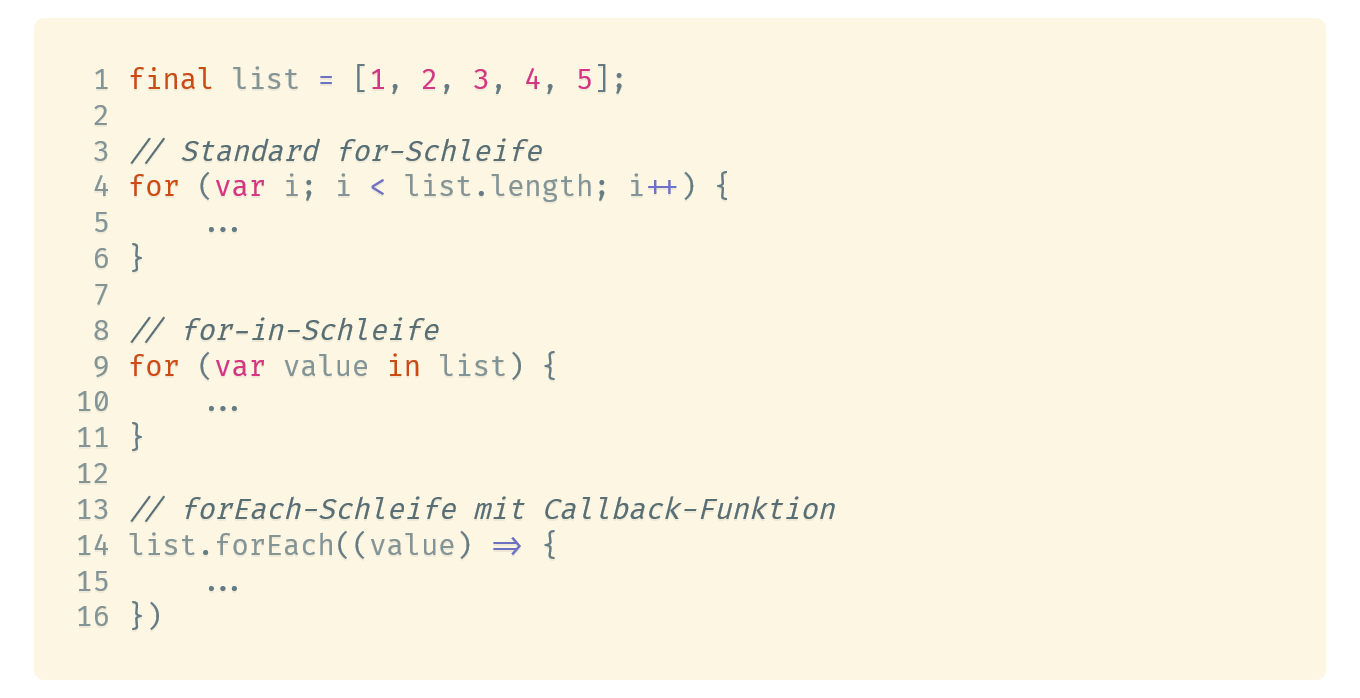 1 final list = [1, 2, 3, 4, 5];
2
3 // Standard for-Schleife
4 for (var i; i < list.length; i++) {
5     ...
6 }
7
8 // for-in-Schleife
9 for (var value in list) {
10     ...
11 }
12
13 // forEach-Schleife mit Callback-Funktion
14 list.forEach((value) => {
15     ...
16 })